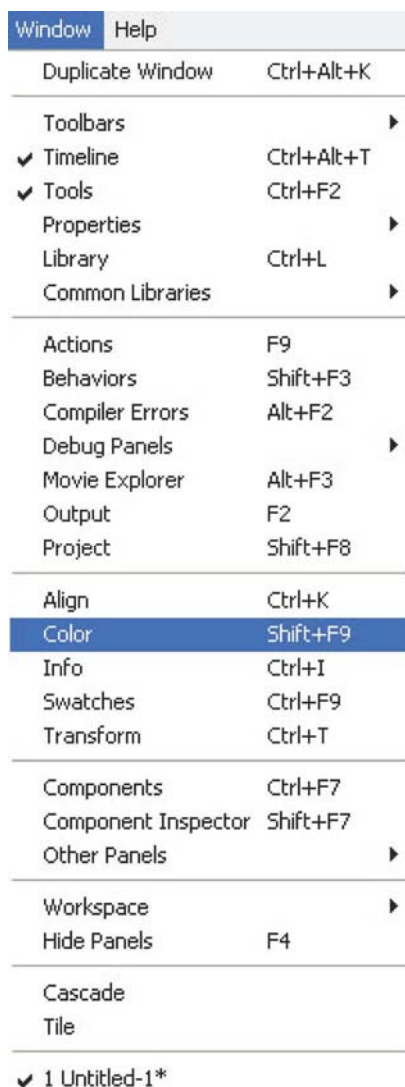 Window Help
Duplicate Window Ctrl+Alt+K
Toolbars
Timeline Ctrl+Alt+T
Tools Ctrl+F2
Properties
Library Ctrl+L
Common Libraries
Actions F9
Behaviors Shift+F3
Compiler Errors Alt+F2
Debug Panels
Movie Explorer Alt+F3
Output F2
Project Shift+F8
Align Ctrl+K
Color Shift+F9
Info Ctrl+I
Swatches Ctrl+F9
Transform Ctrl+T
Components Ctrl+F7
Component Inspector Shift+F7
Other Panels
Workspace
Hide Panels F4
Cascade
Tile
1 Untitled-1*